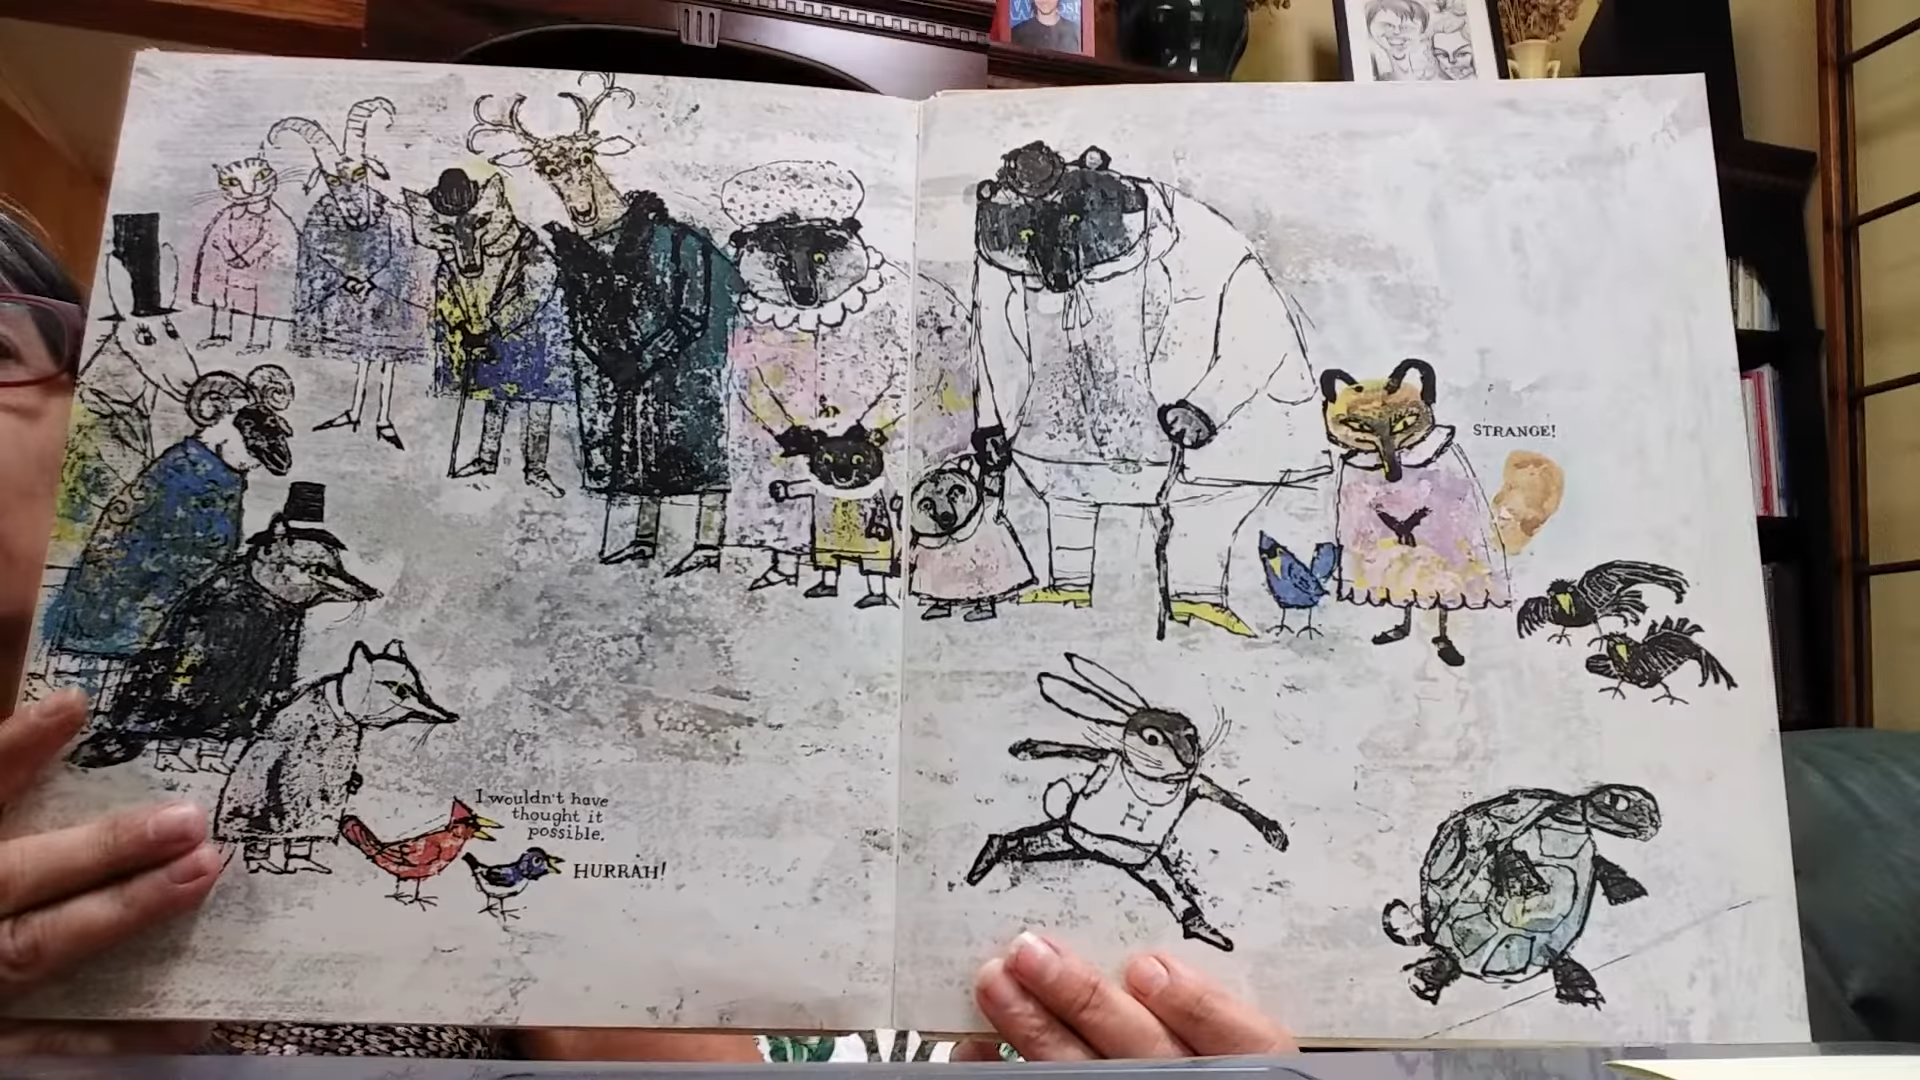 I wouldn't have
thought it
possible.
HURRAH!
STRANGE!
H